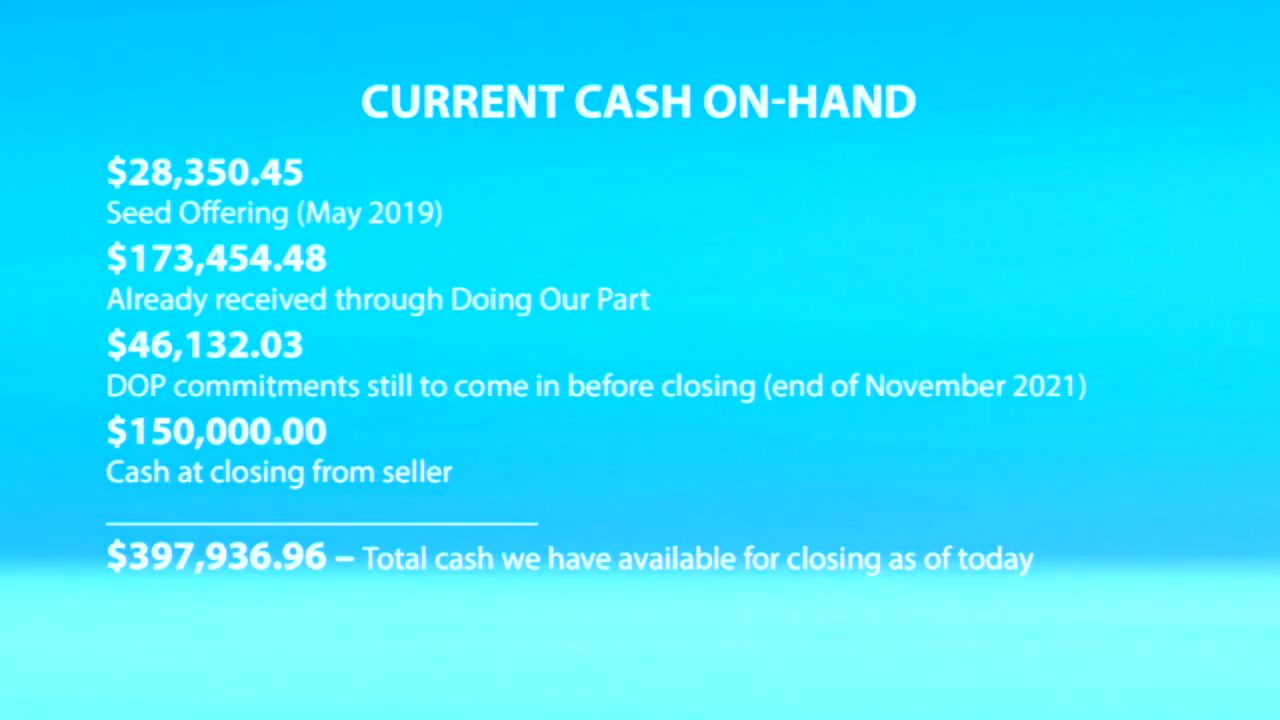 CURRENT CASH ON-HAND
$28,350.45
Seed Offering (May 2019)
$173,454.48
Already received through Doing Our Part
$46,132.03
DOP commitments still to come in before closing (end of November 2021)
$150,000.00
Cash at closing from seller
$397,936.96 – Total cash we have available for closing as of today